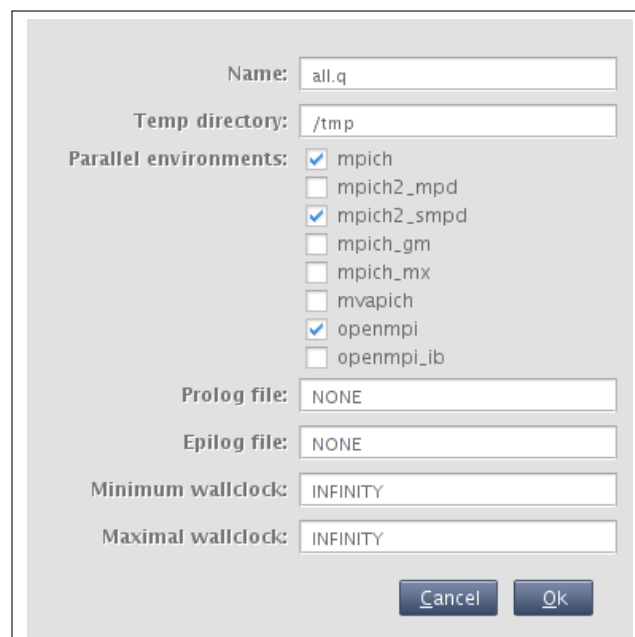 Name: all.q
Temp directory: /tmp
Parallel environments: mpich
mpich2_mpd
mpich2_smpd
mpich_gm
mpich_mx
mvapich
openmpi
openmpi_ib
Prolog file: NONE
Epilog file: NONE
Minimum wallclock: INFINITY
Maximal wallclock: INFINITY
Cancel Ok